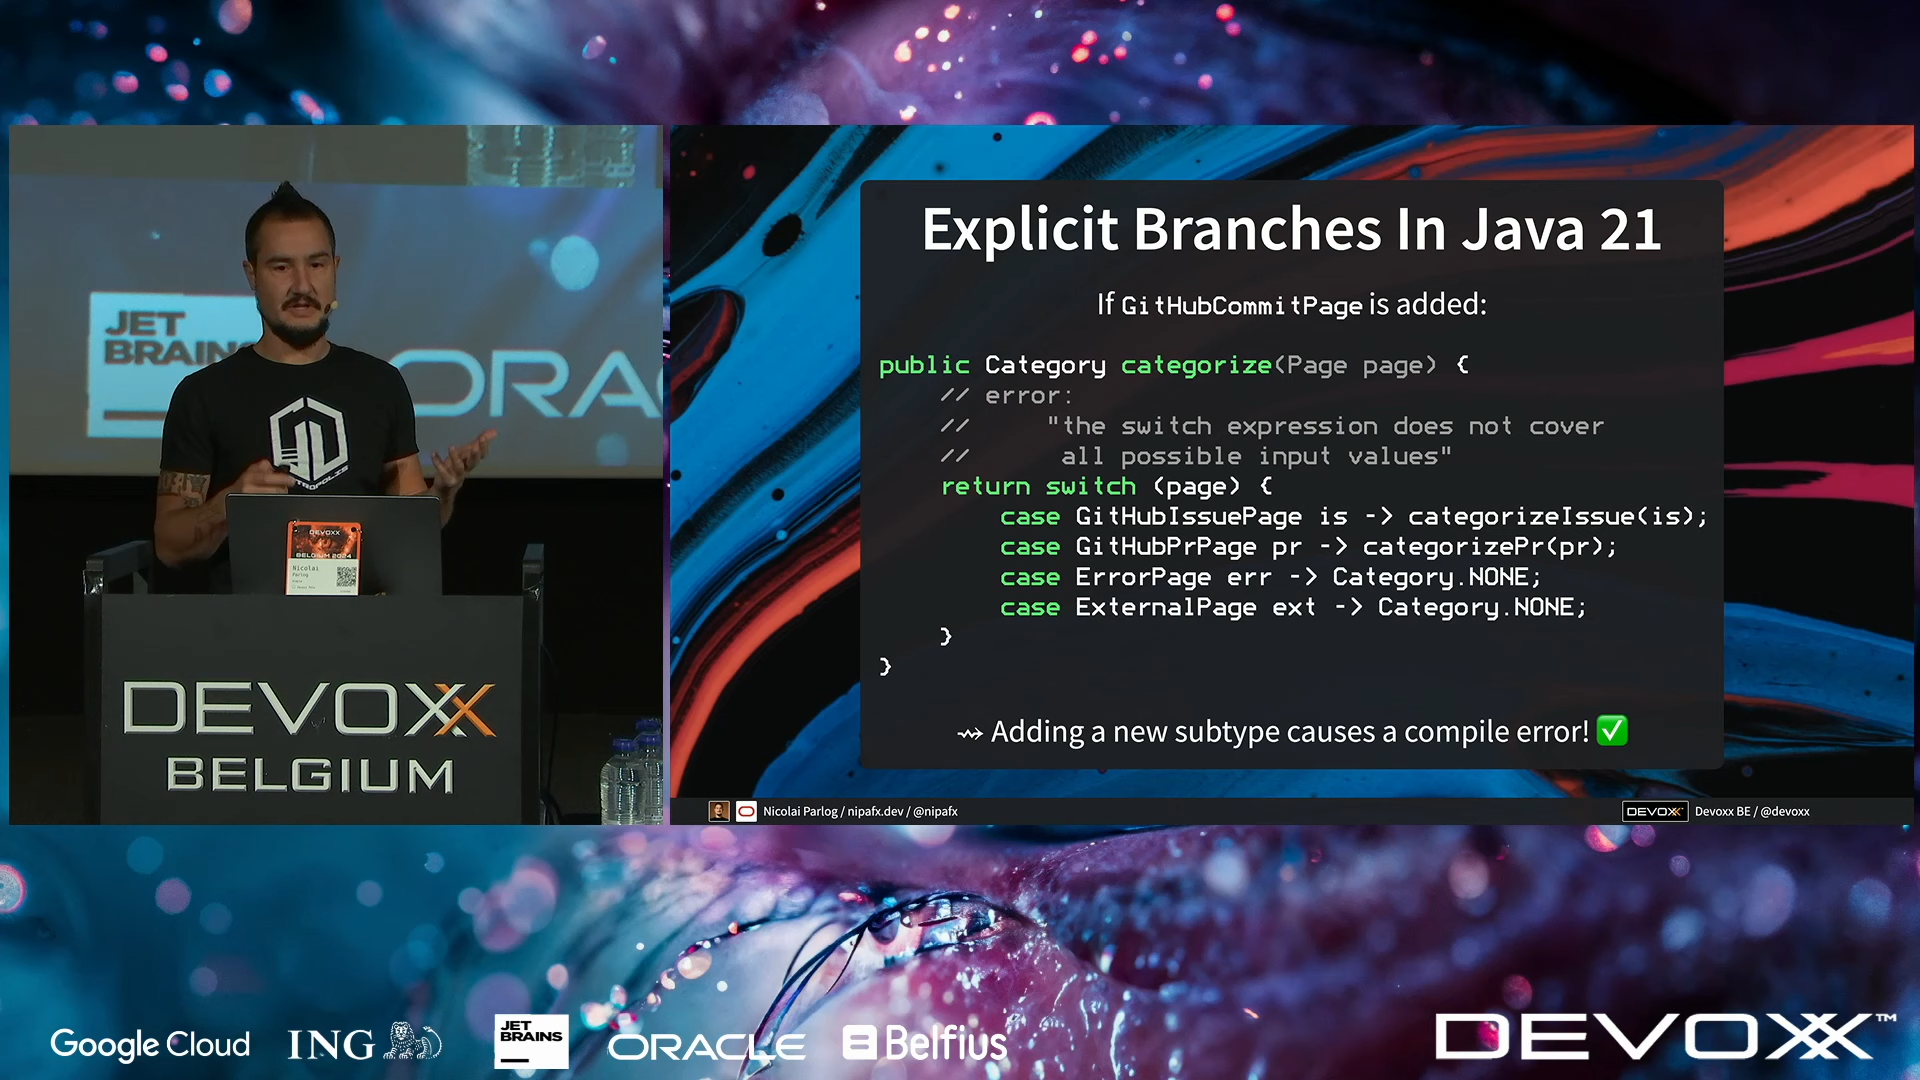 JET
BRAINS
ORA
DEVOXX
BELGIUM 2024
Nicolai
Parlog
DEVOXX
BELGIUM
Explicit Branches In Java 21
If GitHubCommitPage is added:
public Category categorize(Page page) {
// error:
// "the switch expression does not cover
// all possible input values"
return switch (page) {
case GitHubIssuePage is -> categorizeIssue(is);
case GitHubPrPage pr -> categorizePr(pr);
case ErrorPage err -> Category.NONE;
case ExternalPage ext -> Category.NONE;
}
}
⇝ Adding a new subtype causes a compile error! ✅
Nicolai Parlog / nipafx.dev / @nipafx
DEVOXX
Devoxx BE / @devoxx
Google Cloud
ING
JET
BRAINS
ORACLE
Belfius
DEVOXX™